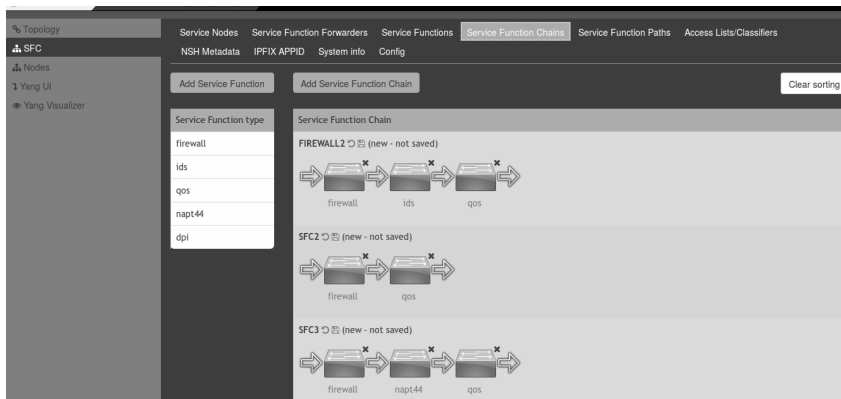 Topology
SFC
Nodes
Yang UI
Yang Visualizer
Service Nodes Service Function Forwarders Service Functions Service Function Chains Service Function Paths Access Lists/Classifiers
NSH Metadata IPFIX APPID System info Config
Add Service Function
Add Service Function Chain
Clear sorting
Service Function type
firewall
ids
qos
napt44
dpi
Service Function Chain
FIREWALL2 (new - not saved)
firewall ids qos
SFC2 (new - not saved)
firewall qos
SFC3 (new - not saved)
firewall napt44 qos